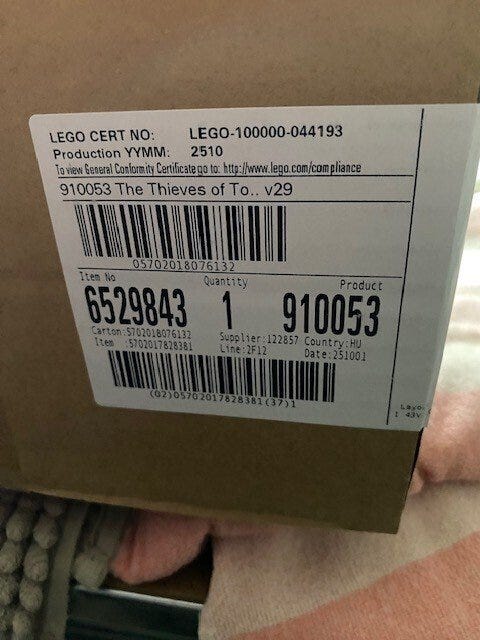 LEGO CERT NO: LEGO-100000-044193
Production YYMM: 2510
To view General Conformity Certificate go to: http://www.lego.com/compliance
910053 The Thieves of To.. v29
05702018076132
Item No Quantity Product
6529843 1 910053
Carton:5702018076132 Supplier:122857 Country:HU
Item :5702017828381 Line:2F12 Date:251001
(02)05702017828381(37)1